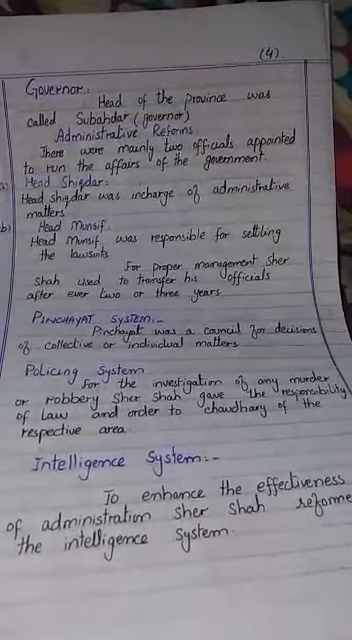 (4)
Governor:
Head of the province was
called Subahdar (governor)
Administrative Reforms
There were mainly two officials appointed
to run the affairs of the government.
a) Head Shiqdar:
Head shiqdar was incharge of administrative
matters
b) Head Munsif:
Head Munsif was responsible for settling
the lawsuits.
For proper management Sher
Shah used to transfer his officials
after ever two or three years.
PINCHAYAT SYSTEM:-
Pinchayat was a council for decisions
of collective or individual matters.
Policing System
For the investigation of any murder
or robbery Sher Shah gave the responsibility
of law and order to chaudhary of the
respective area.
Intelligence System:-
To enhance the effectiveness
of administration Sher Shah reforme
the intelligence system.